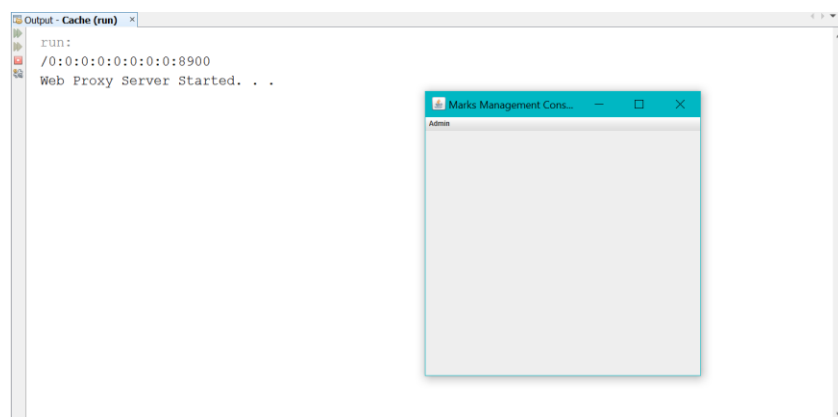 Output - Cache (run) ×
run:
/0:0:0:0:0:0:0:0:8900
Web Proxy Server Started. . .
Marks Management Cons...
Admin